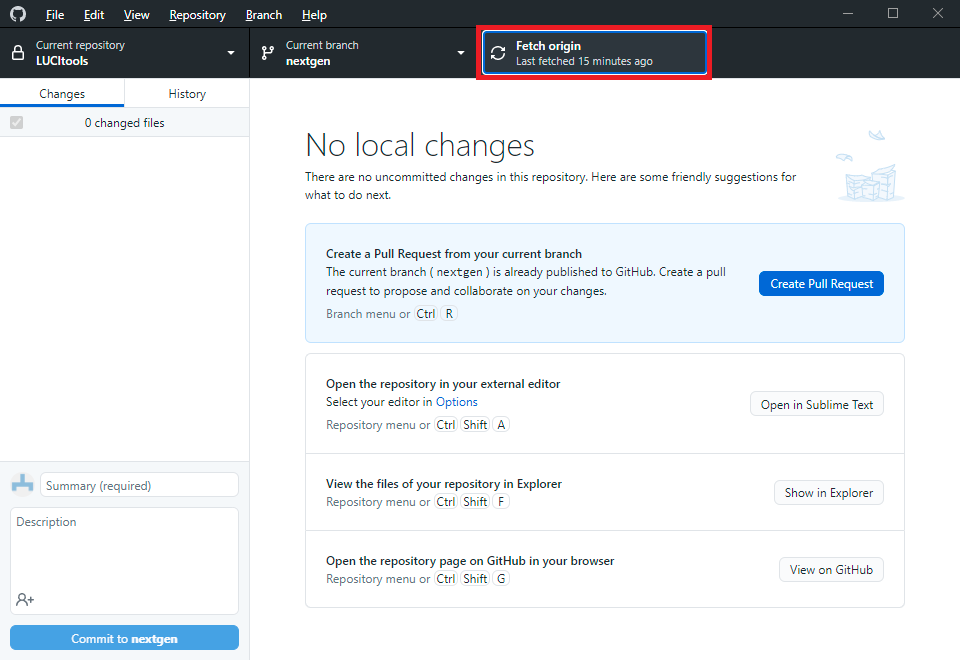 File Edit View Repository Branch Help
Current repository
LUCItools
Current branch
nextgen
Fetch origin
Last fetched 15 minutes ago
Changes
History
0 changed files
No local changes
There are no uncommitted changes in this repository. Here are some friendly suggestions for
what to do next.
Create a Pull Request from your current branch
The current branch ( nextgen ) is already published to GitHub. Create a pull
request to propose and collaborate on your changes.
Branch menu or Ctrl R
Create Pull Request
Open the repository in your external editor
Select your editor in Options
Repository menu or Ctrl Shift A
Open in Sublime Text
View the files of your repository in Explorer
Repository menu or Ctrl Shift F
Show in Explorer
Open the repository page on GitHub in your browser
Repository menu or Ctrl Shift G
View on GitHub
Summary (required)
Description
Commit to nextgen